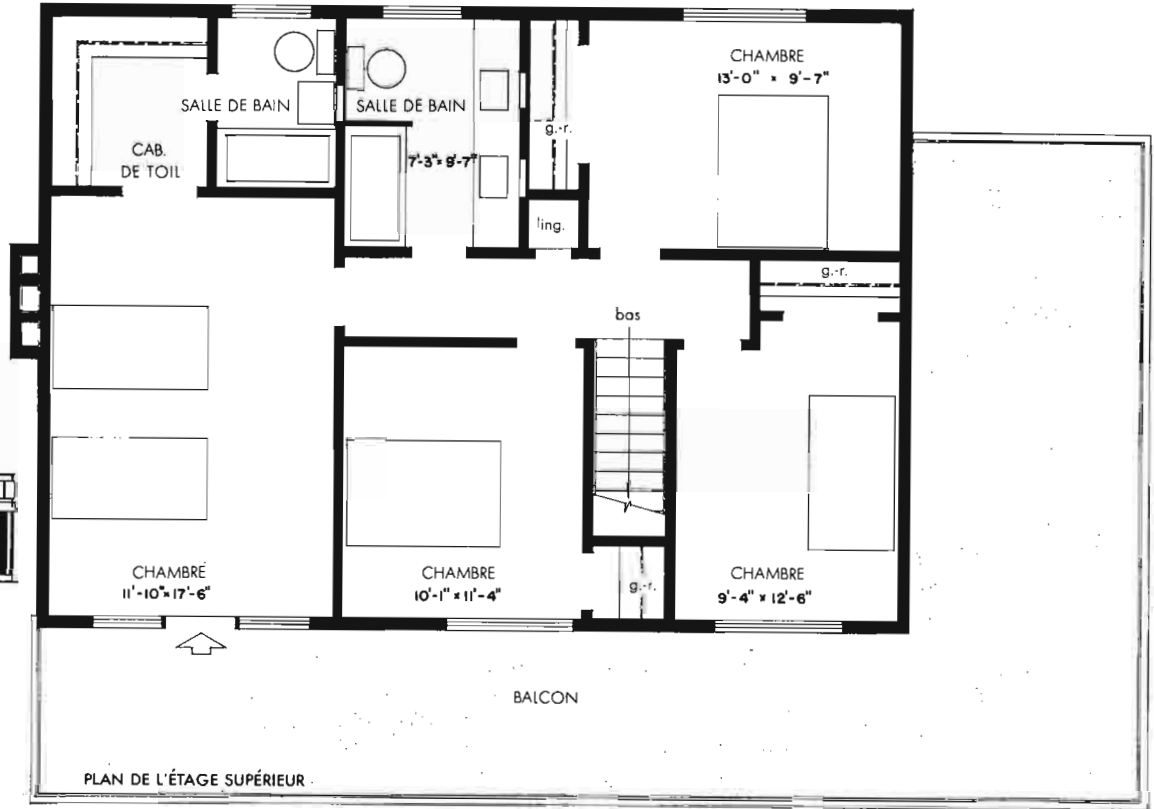 CHAMBRE
13'-0" x 9'-7"
SALLE DE BAIN
SALLE DE BAIN
g.-r.
CAB.
DE TOIL
7'-3" x 9'-7"
ling.
g.-r.
bas
CHAMBRE
11'-10" x 17'-6"
CHAMBRE
10'-1" x 11'-4"
g.-r.
CHAMBRE
9'-4" x 12'-6"
BALCON
PLAN DE L'ÉTAGE SUPÉRIEUR